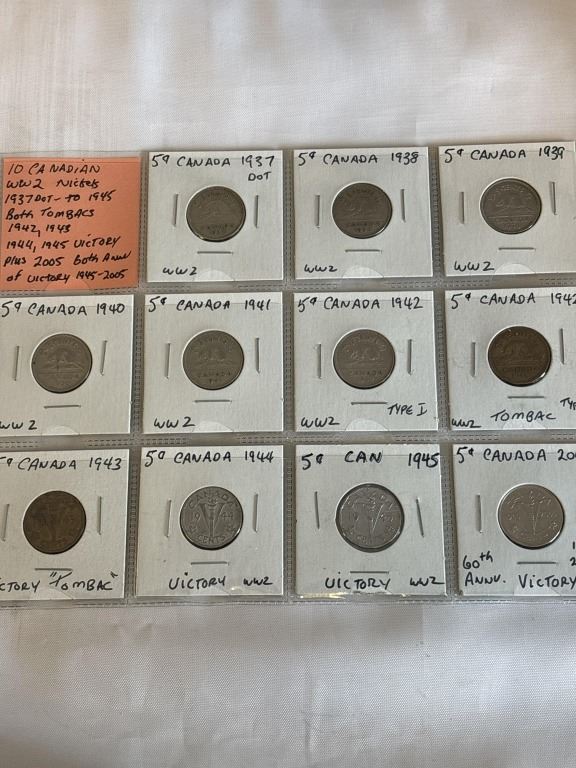 10 CANADIAN
WW2 Nickels
1937 DOT - to 1945
Both TOMBACS
1942, 1943
1944, 1945 VICTORY
Plus 2005 60th Annv
of VICTORY 1945-2005
5¢ CANADA 1937
DOT
WW2
5¢ CANADA 1938
WW2
5¢ CANADA 1939
WW2
5¢ CANADA 1940
WW2
5¢ CANADA 1941
WW2
5¢ CANADA 1942
WW2 TYPE I
5¢ CANADA 1942
WW2 TOMBAC
5¢ CANADA 1943
"TOMBAC"
5¢ CANADA 1944
CANADA
CENTS
VICTORY WW2
5¢ CAN 1945
VICTORY WW2
5¢ CANADA
60th
ANNV. VICTORY